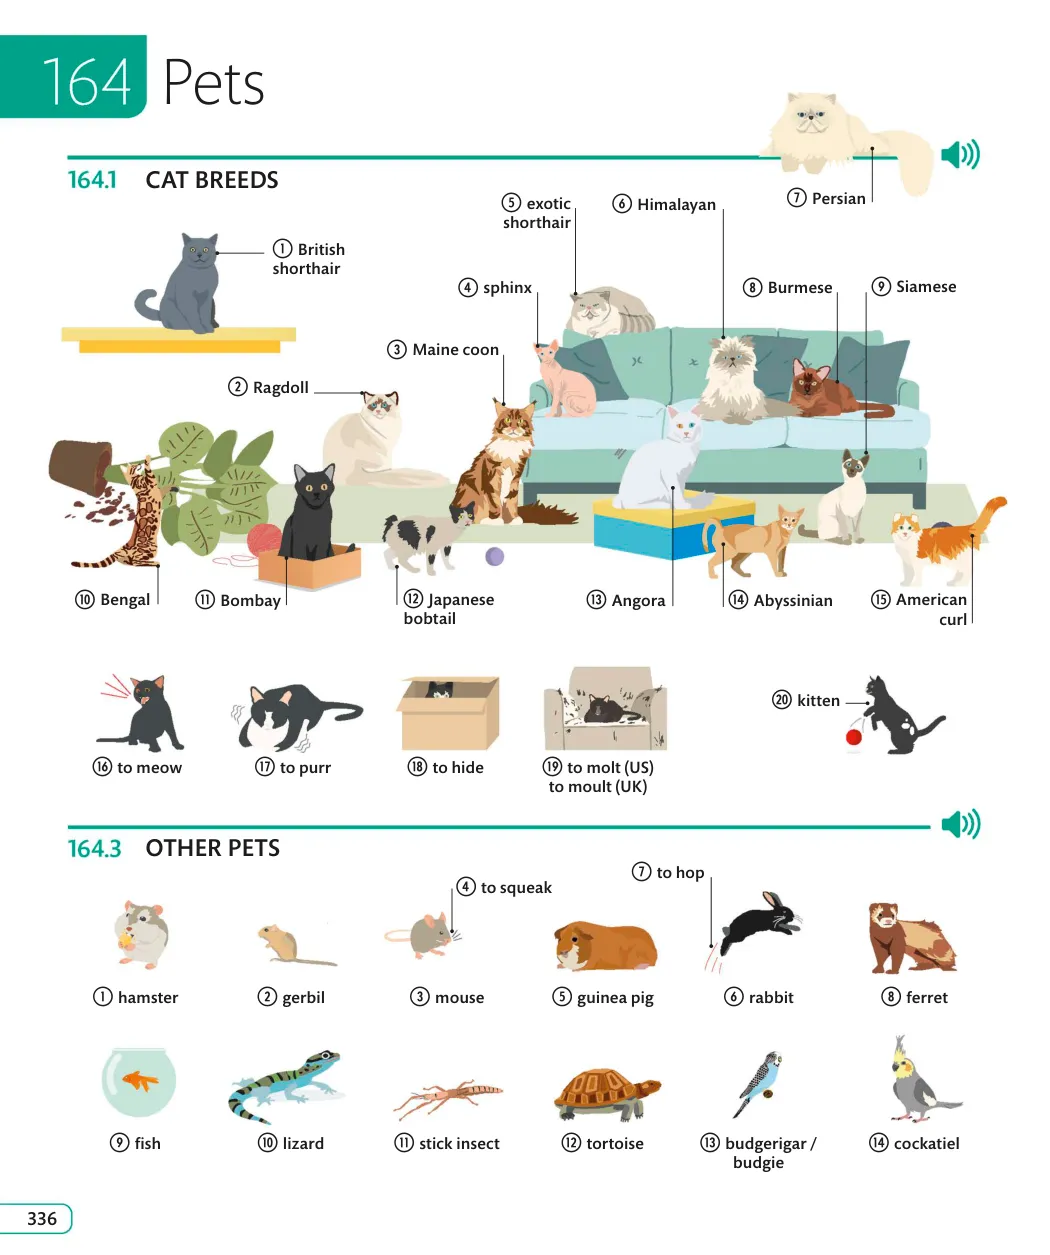 164 Pets
164.1 CAT BREEDS
① British
shorthair
② Ragdoll
③ Maine coon
④ sphinx
⑤ exotic
shorthair
⑥ Himalayan
⑦ Persian
⑧ Burmese
⑨ Siamese
⑩ Bengal
⑪ Bombay
⑫ Japanese
bobtail
⑬ Angora
⑭ Abyssinian
⑮ American
curl
⑯ to meow
⑰ to purr
⑱ to hide
⑲ to molt (US)
to moult (UK)
⑳ kitten
164.3 OTHER PETS
① hamster
② gerbil
③ mouse
④ to squeak
⑤ guinea pig
⑥ rabbit
⑦ to hop
⑧ ferret
⑨ fish
⑩ lizard
⑪ stick insect
⑫ tortoise
⑬ budgerigar /
budgie
⑭ cockatiel
336